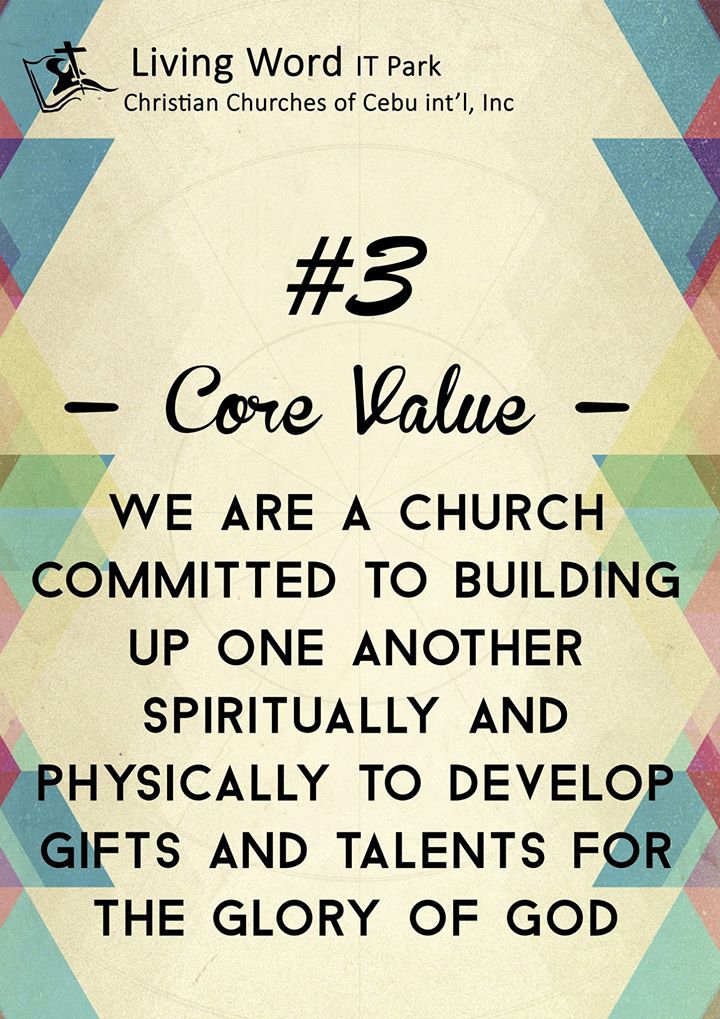 Living Word IT Park
Christian Churches of Cebu int'l, Inc
#3
– Core Value –
WE ARE A CHURCH
COMMITTED TO BUILDING
UP ONE ANOTHER
SPIRITUALLY AND
PHYSICALLY TO DEVELOP
GIFTS AND TALENTS FOR
THE GLORY OF GOD